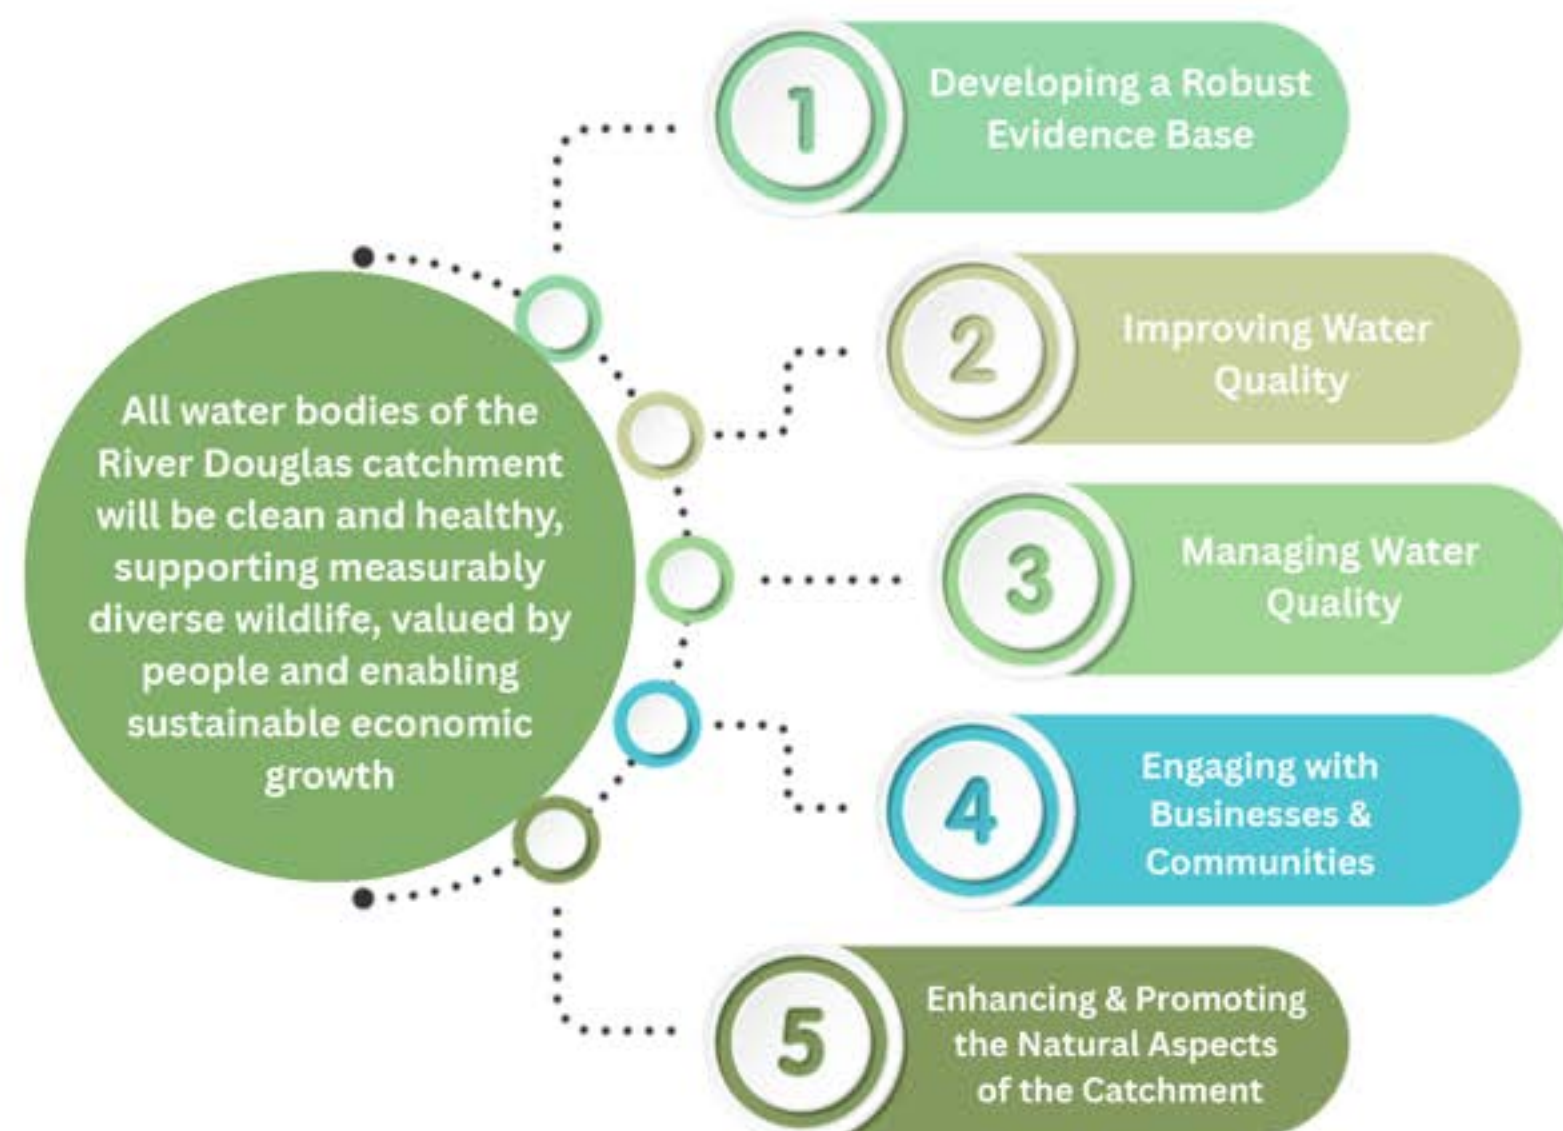 All water bodies of the
River Douglas catchment
will be clean and healthy,
supporting measurably
diverse wildlife, valued by
people and enabling
sustainable economic
growth
1
Developing a Robust
Evidence Base
2
Improving Water
Quality
3
Managing Water
Quality
4
Engaging with
Businesses &
Communities
5
Enhancing & Promoting
the Natural Aspects
of the Catchment